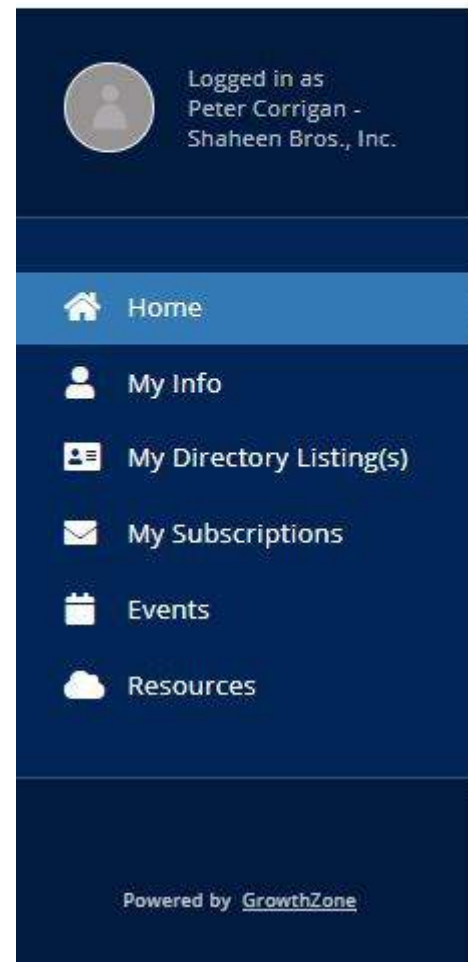 Logged in as
Peter Corrigan -
Shaheen Bros., Inc.
Home
My Info
My Directory Listing(s)
My Subscriptions
Events
Resources
Powered by GrowthZone